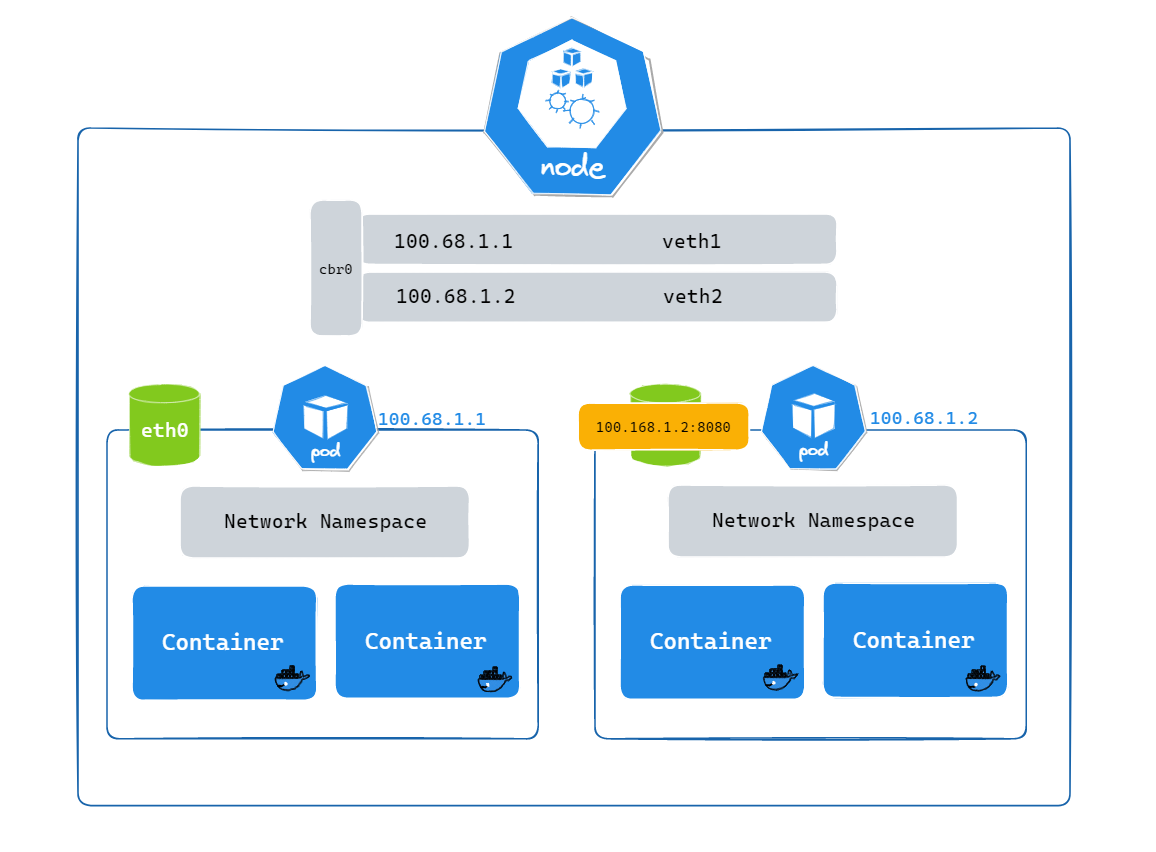 node
100.68.1.1 veth1
cbr0
100.68.1.2 veth2
eth0
pod
100.68.1.1
100.168.1.2:8080
pod
100.68.1.2
Network Namespace
Network Namespace
Container
Container
Container
Container